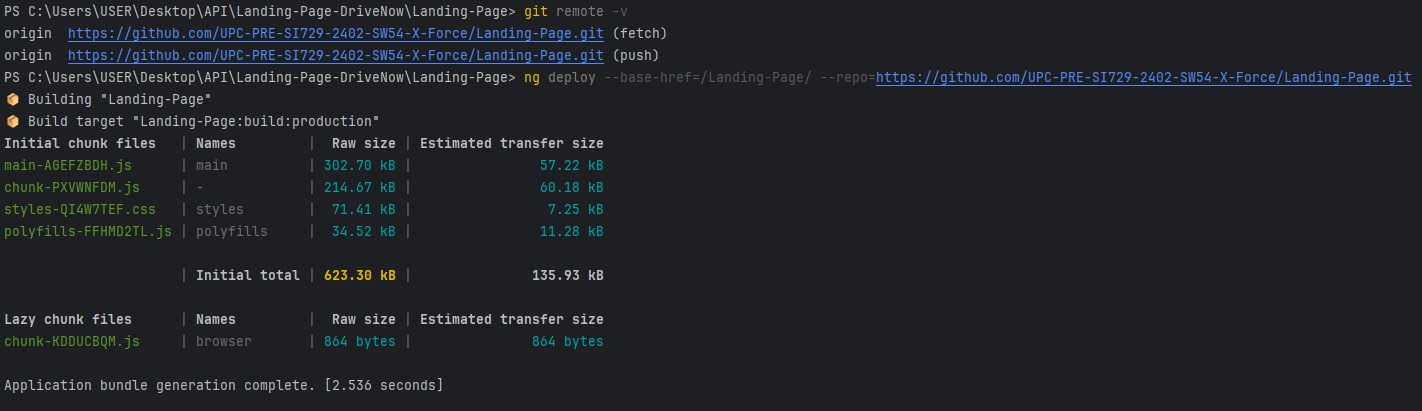 PS C:\Users\USER\Desktop\API\Landing-Page-DriveNow\Landing-Page> git remote -v
origin  https://github.com/UPC-PRE-SI729-2402-SW54-X-Force/Landing-Page.git (fetch)
origin  https://github.com/UPC-PRE-SI729-2402-SW54-X-Force/Landing-Page.git (push)
PS C:\Users\USER\Desktop\API\Landing-Page-DriveNow\Landing-Page> ng deploy --base-href=/Landing-Page/ --repo=https://github.com/UPC-PRE-SI729-2402-SW54-X-Force/Landing-Page.git
📦 Building "Landing-Page"
📦 Build target "Landing-Page:build:production"
Initial chunk files   | Names         |  Raw size | Estimated transfer size
main-AGEFZBDH.js      | main          | 302.70 kB |                57.22 kB
chunk-PXVWNFDM.js     | -             | 214.67 kB |                60.18 kB
styles-QI4W7TEF.css   | styles        |  71.41 kB |                 7.25 kB
polyfills-FFHMD2TL.js | polyfills     |  34.52 kB |                11.28 kB
                      | Initial total | 623.30 kB |               135.93 kB
Lazy chunk files      | Names         |  Raw size | Estimated transfer size
chunk-KDDUCBQM.js     | browser       | 864 bytes |               864 bytes
Application bundle generation complete. [2.536 seconds]